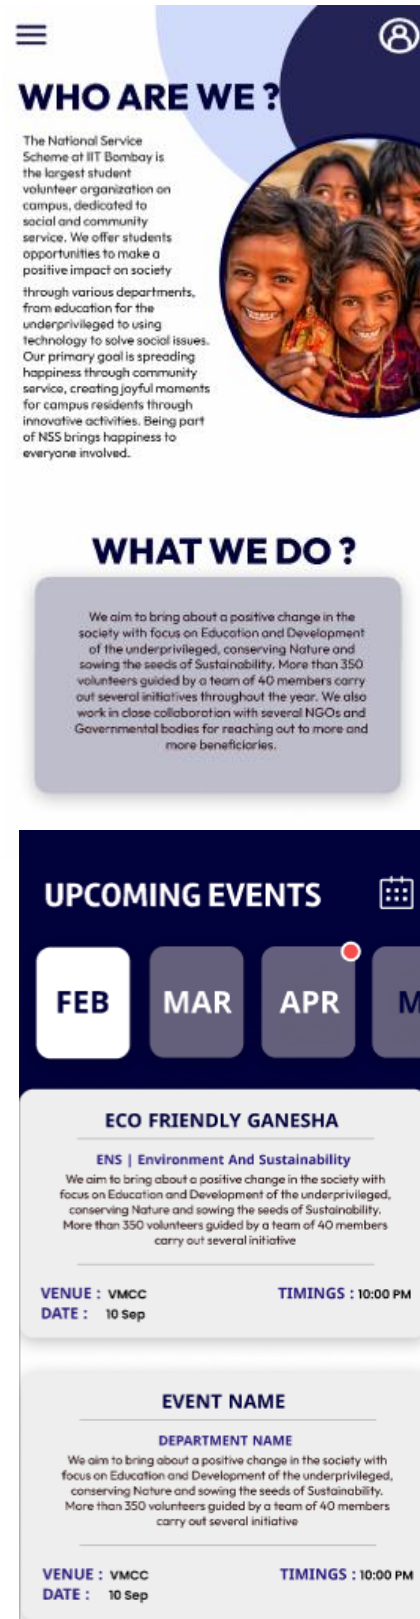 WHO ARE WE ?
The National Service
Scheme at IIT Bombay is
the largest student
volunteer organization on
campus, dedicated to
social and community
service. We offer students
opportunities to make a
positive impact on society
through various departments,
from education for the
underprivileged to using
technology to solve social issues.
Our primary goal is spreading
happiness through community
service, creating joyful moments
for campus residents through
innovative activities. Being part
of NSS brings happiness to
everyone involved.
WHAT WE DO ?
We aim to bring about a positive change in the
society with focus on Education and Development
of the underprivileged, conserving Nature and
sowing the seeds of Sustainability. More than 350
volunteers guided by a team of 40 members carry
out several initiatives throughout the year. We also
work in close collaboration with several NGOs and
Governmental bodies for reaching out to more and
more beneficiaries.
UPCOMING EVENTS
FEB MAR APR M
ECO FRIENDLY GANESHA
ENS | Environment And Sustainability
We aim to bring about a positive change in the society with
focus on Education and Development of the underprivileged,
conserving Nature and sowing the seeds of Sustainability.
More than 350 volunteers guided by a team of 40 members
carry out several initiative
VENUE : VMCC TIMINGS : 10:00 PM
DATE : 10 Sep
EVENT NAME
DEPARTMENT NAME
We aim to bring about a positive change in the society with
focus on Education and Development of the underprivileged,
conserving Nature and sowing the seeds of Sustainability.
More than 350 volunteers guided by a team of 40 members
carry out several initiative
VENUE : VMCC TIMINGS : 10:00 PM
DATE : 10 Sep